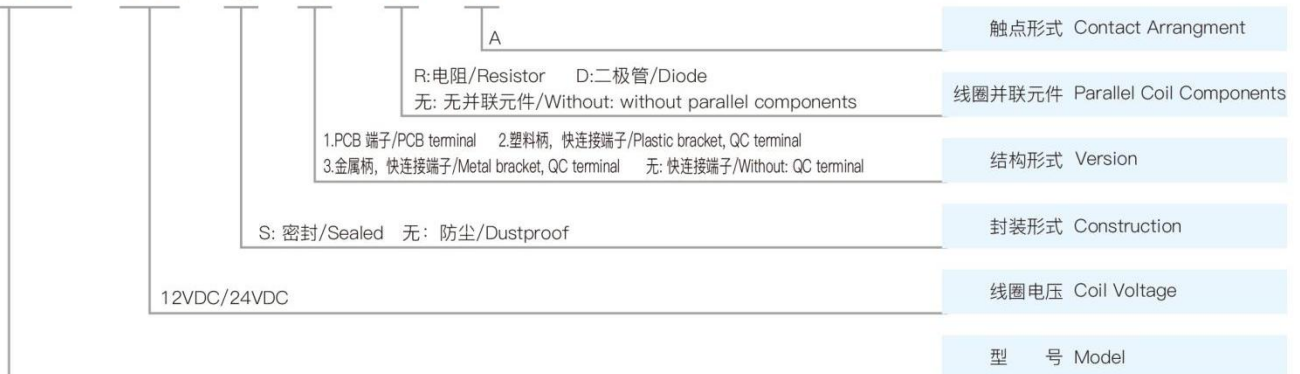 A
触点形式 Contact Arrangment
R:电阻/Resistor D:二极管/Diode
无: 无并联元件/Without: without parallel components
线圈并联元件 Parallel Coil Components
1.PCB 端子/PCB terminal 2.塑料柄, 快连接端子/Plastic bracket, QC terminal
3.金属柄, 快连接端子/Metal bracket, QC terminal 无: 快连接端子/Without: QC terminal
结构形式 Version
S: 密封/Sealed 无: 防尘/Dustproof
封装形式 Construction
12VDC/24VDC
线圈电压 Coil Voltage
型 号 Model